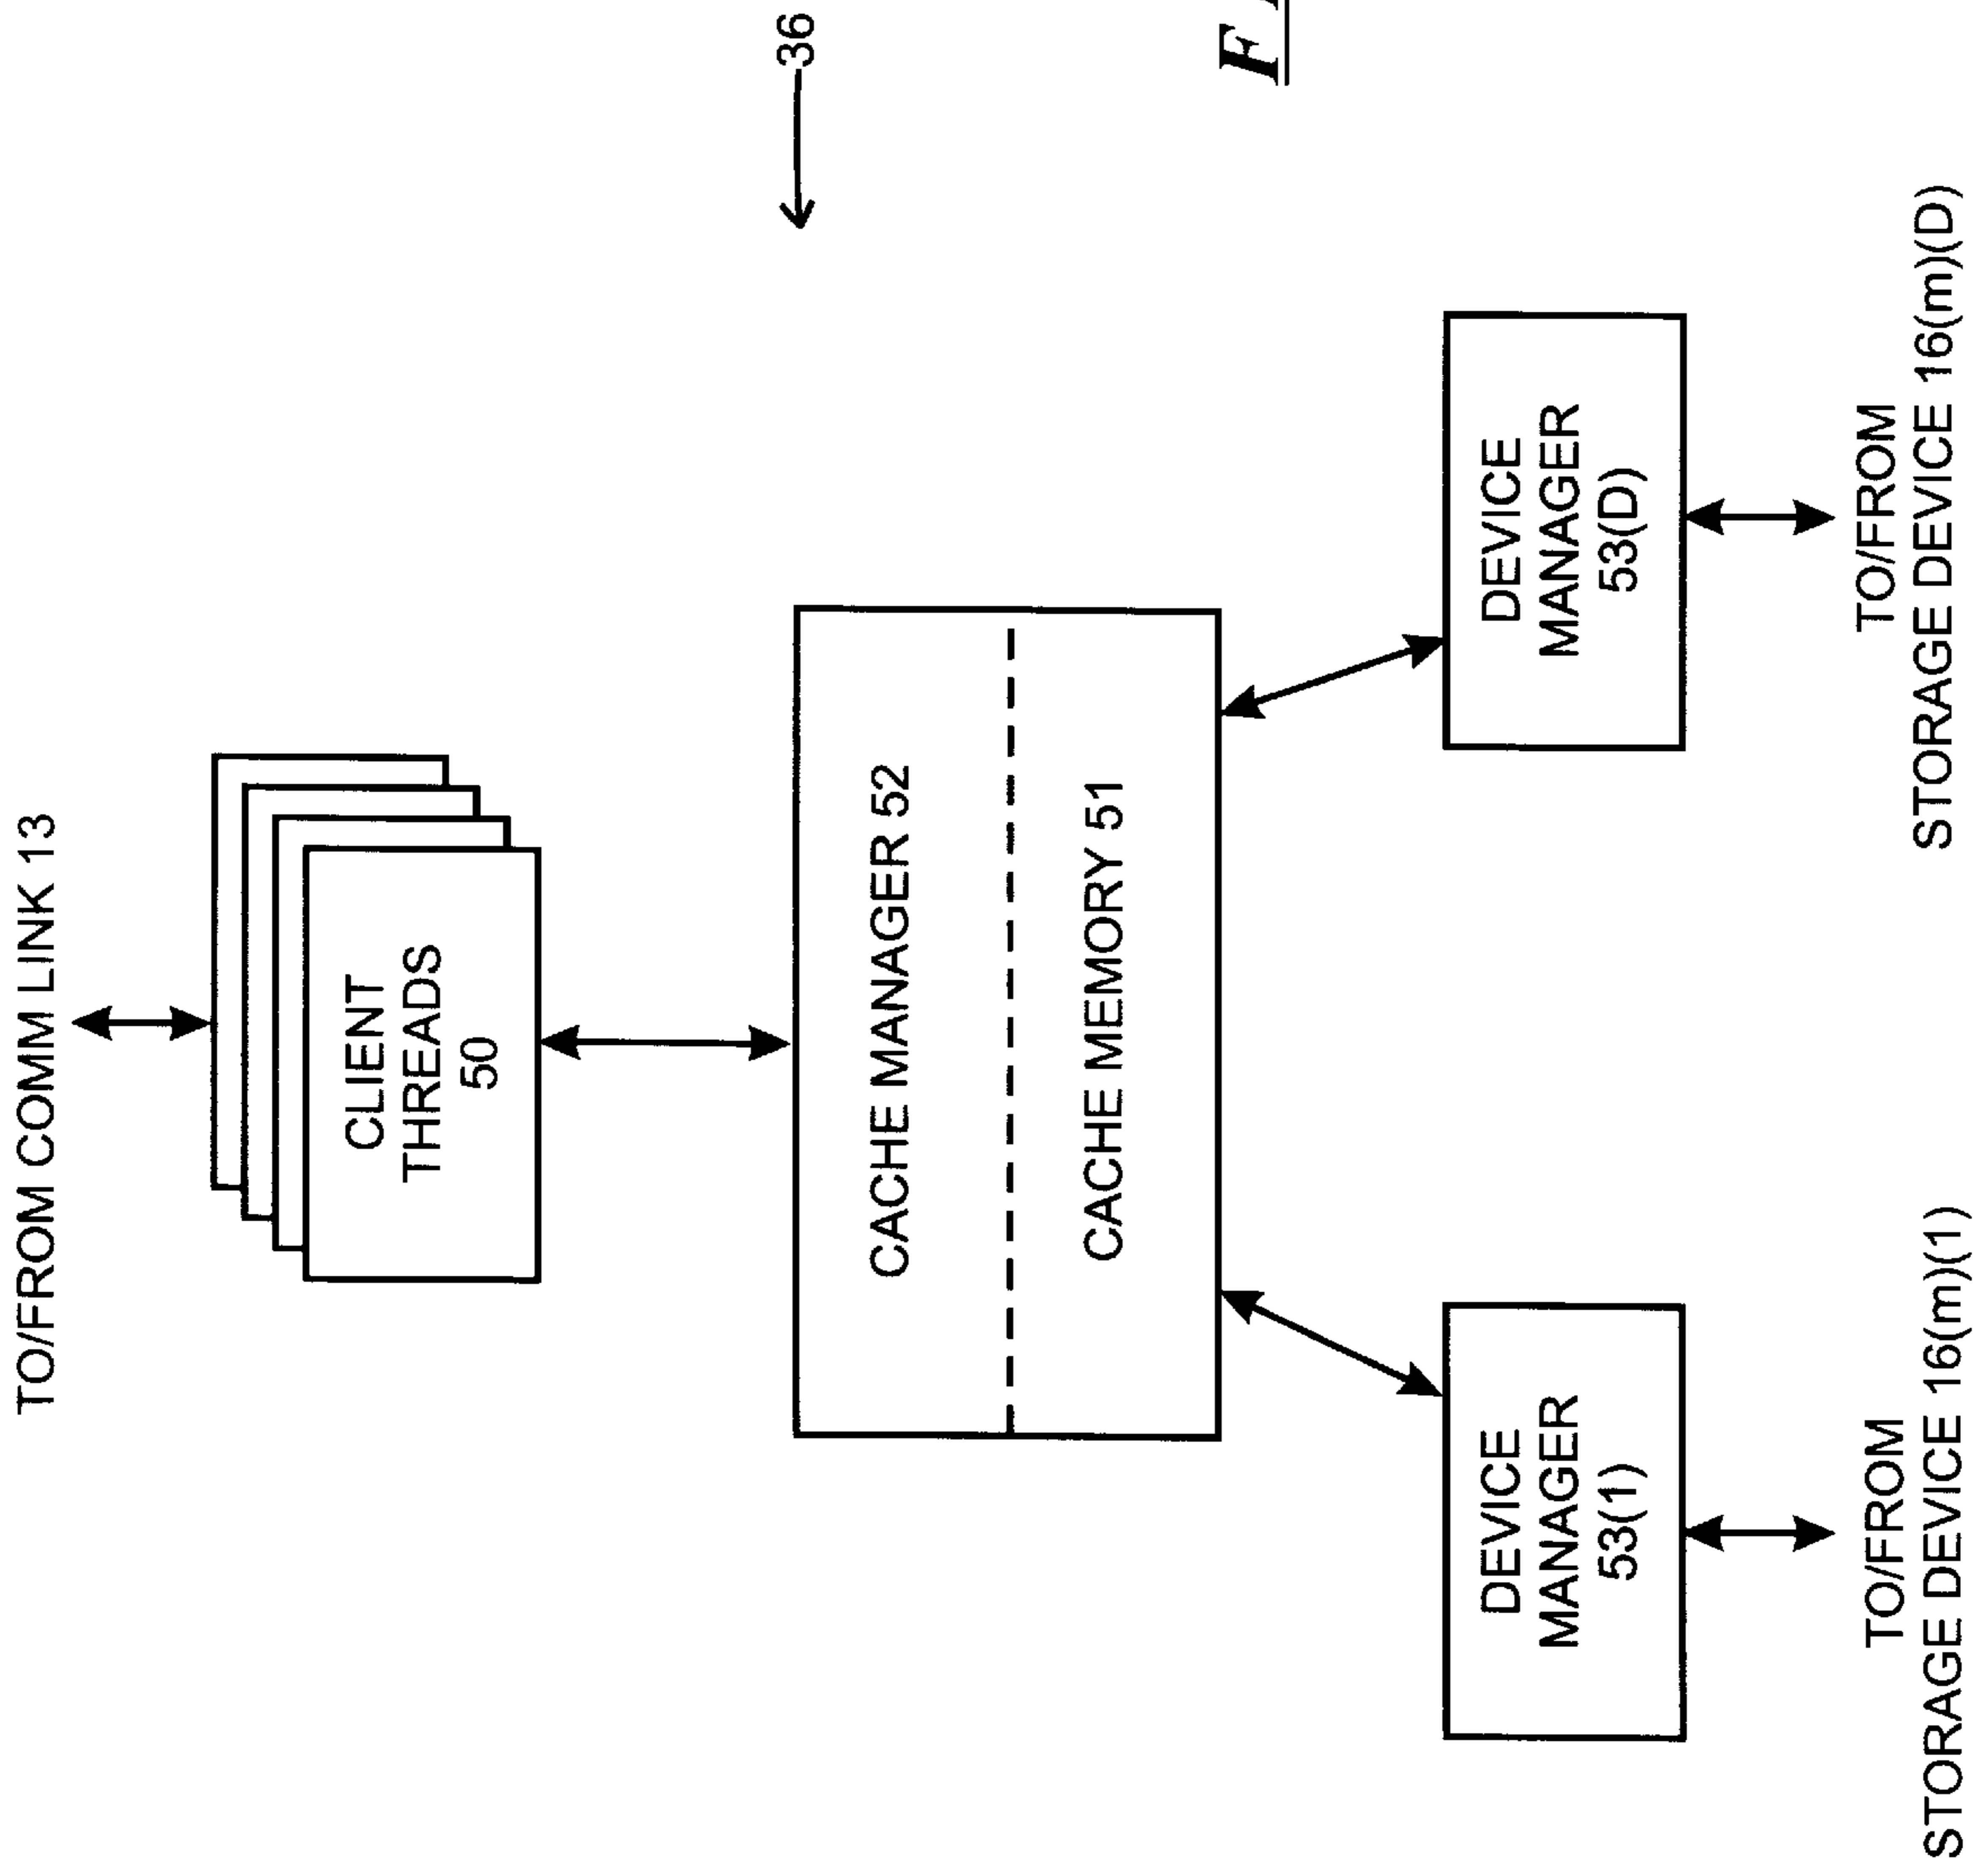 TO/FROM COMM LINK 13
CLIENT
THREADS
50
36
CACHE MANAGER 52
CACHE MEMORY 51
DEVICE
MANAGER
53(1)
DEVICE
MANAGER
53(D)
TO/FROM
STORAGE DEVICE 16(m)(1)
TO/FROM
STORAGE DEVICE 16(m)(D)